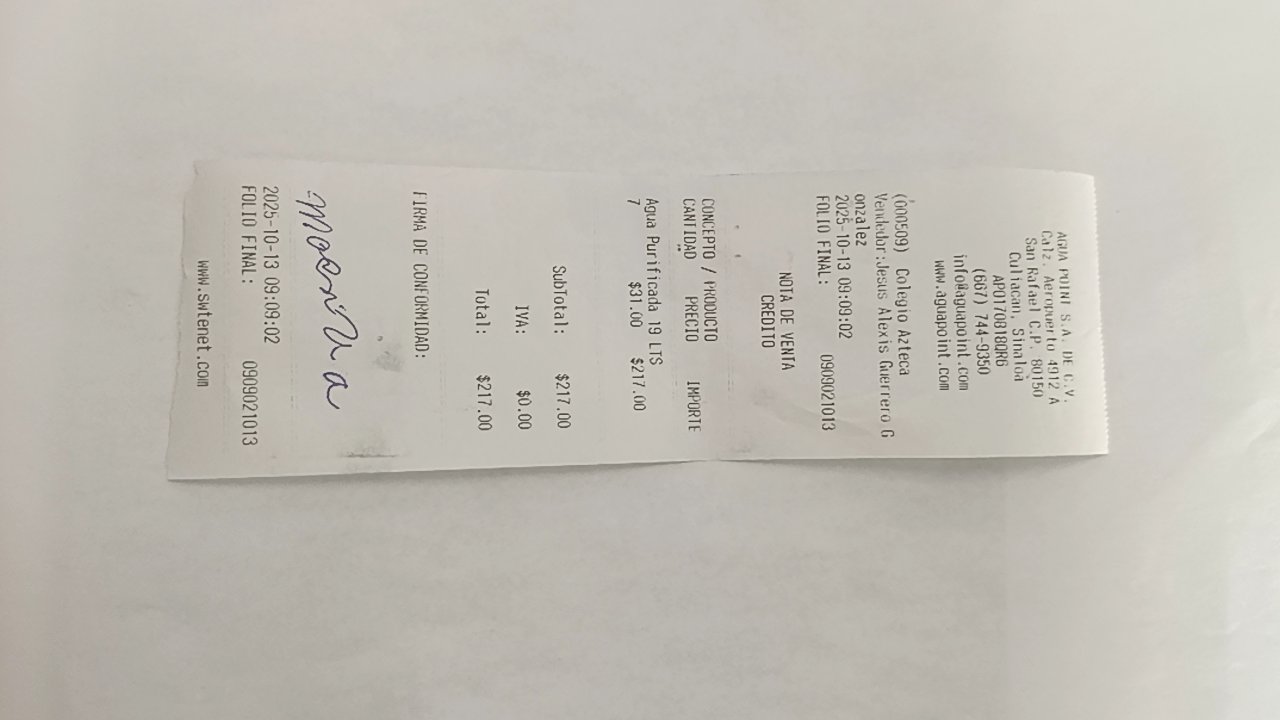 AGUA POINT S.A. DE C.V.
Calz. Aeropuerto 4912 A
San Rafael C.P. 80150
Culiacan, Sinaloa
APO170818QR6
(667) 744-9350
info@aguapoint.com
www.aguapoint.com
(000509) Colegio Azteca
Vendedor:Jesus Alexis Guerrero G
onzalez
2025-10-13 09:09:02
FOLIO FINAL: 0909021013
NOTA DE VENTA
CREDITO
CONCEPTO / PRODUCTO
CANTIDAD PRECIO IMPORTE
Agua Purificada 19 LTS
7 $31.00 $217.00
SubTotal: $217.00
IVA: $0.00
Total: $217.00
FIRMA DE CONFORMIDAD:
2025-10-13 09:09:02
FOLIO FINAL: 0909021013
www.swtenet.com